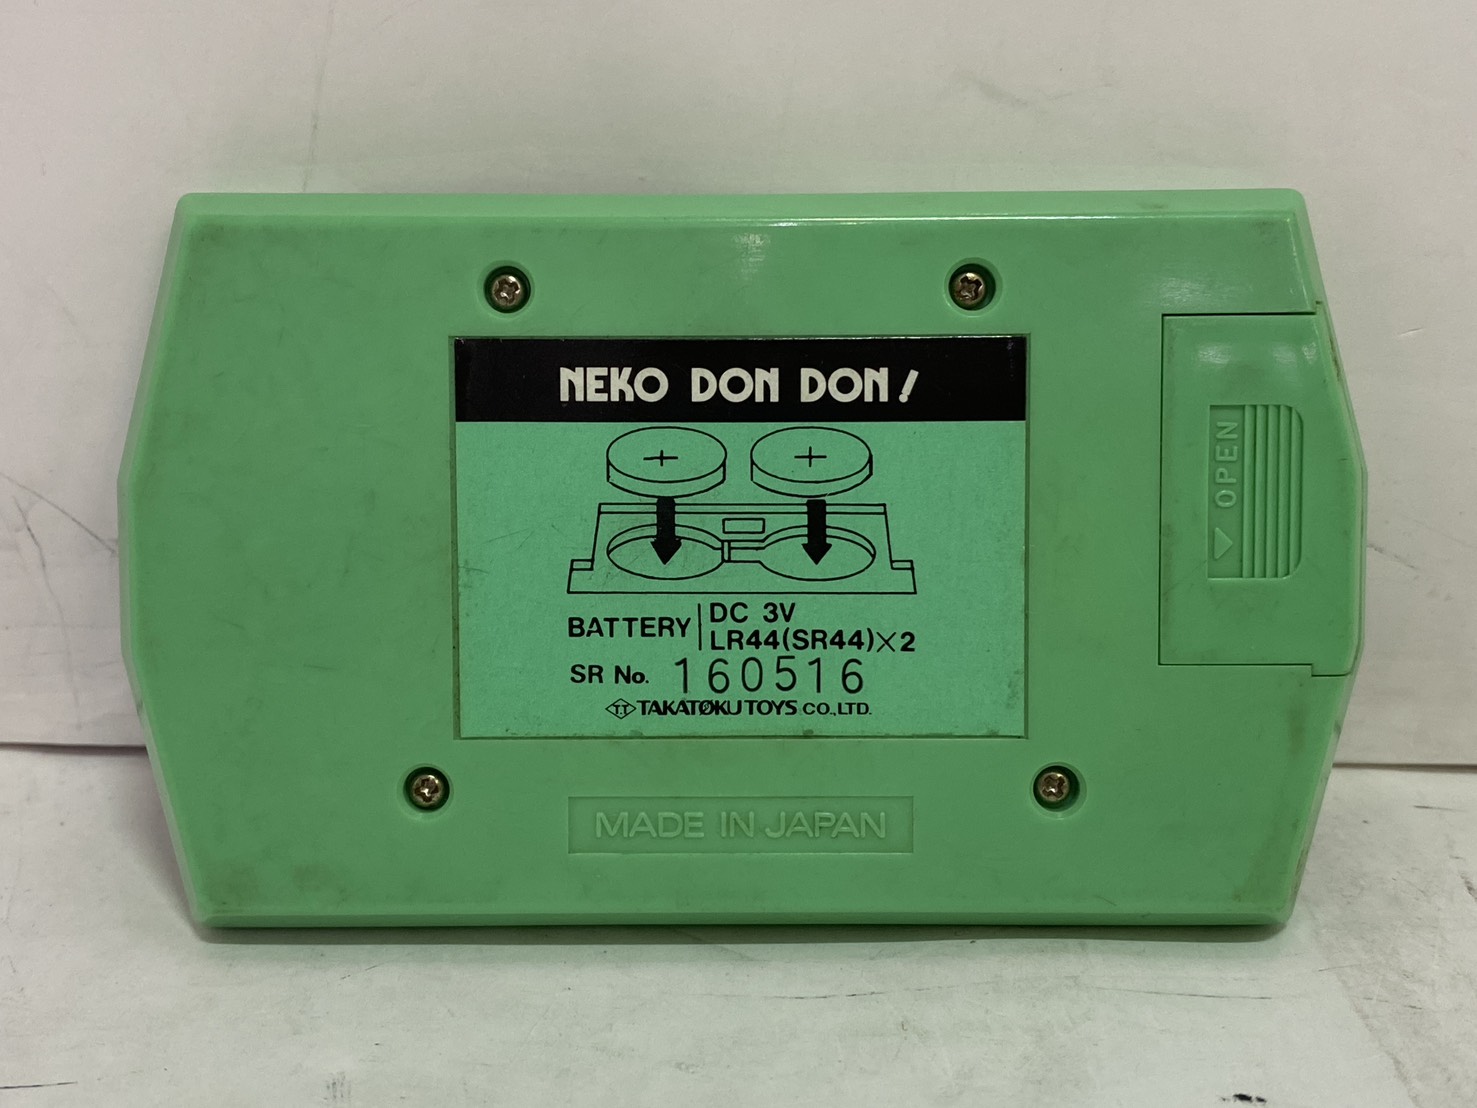 NEKO DON DON!
+ +
BATTERY DC 3V
LR44(SR44)×2
SR No. 160516
T.T TAKATOKU TOYS CO.,LTD.
MADE IN JAPAN
OPEN